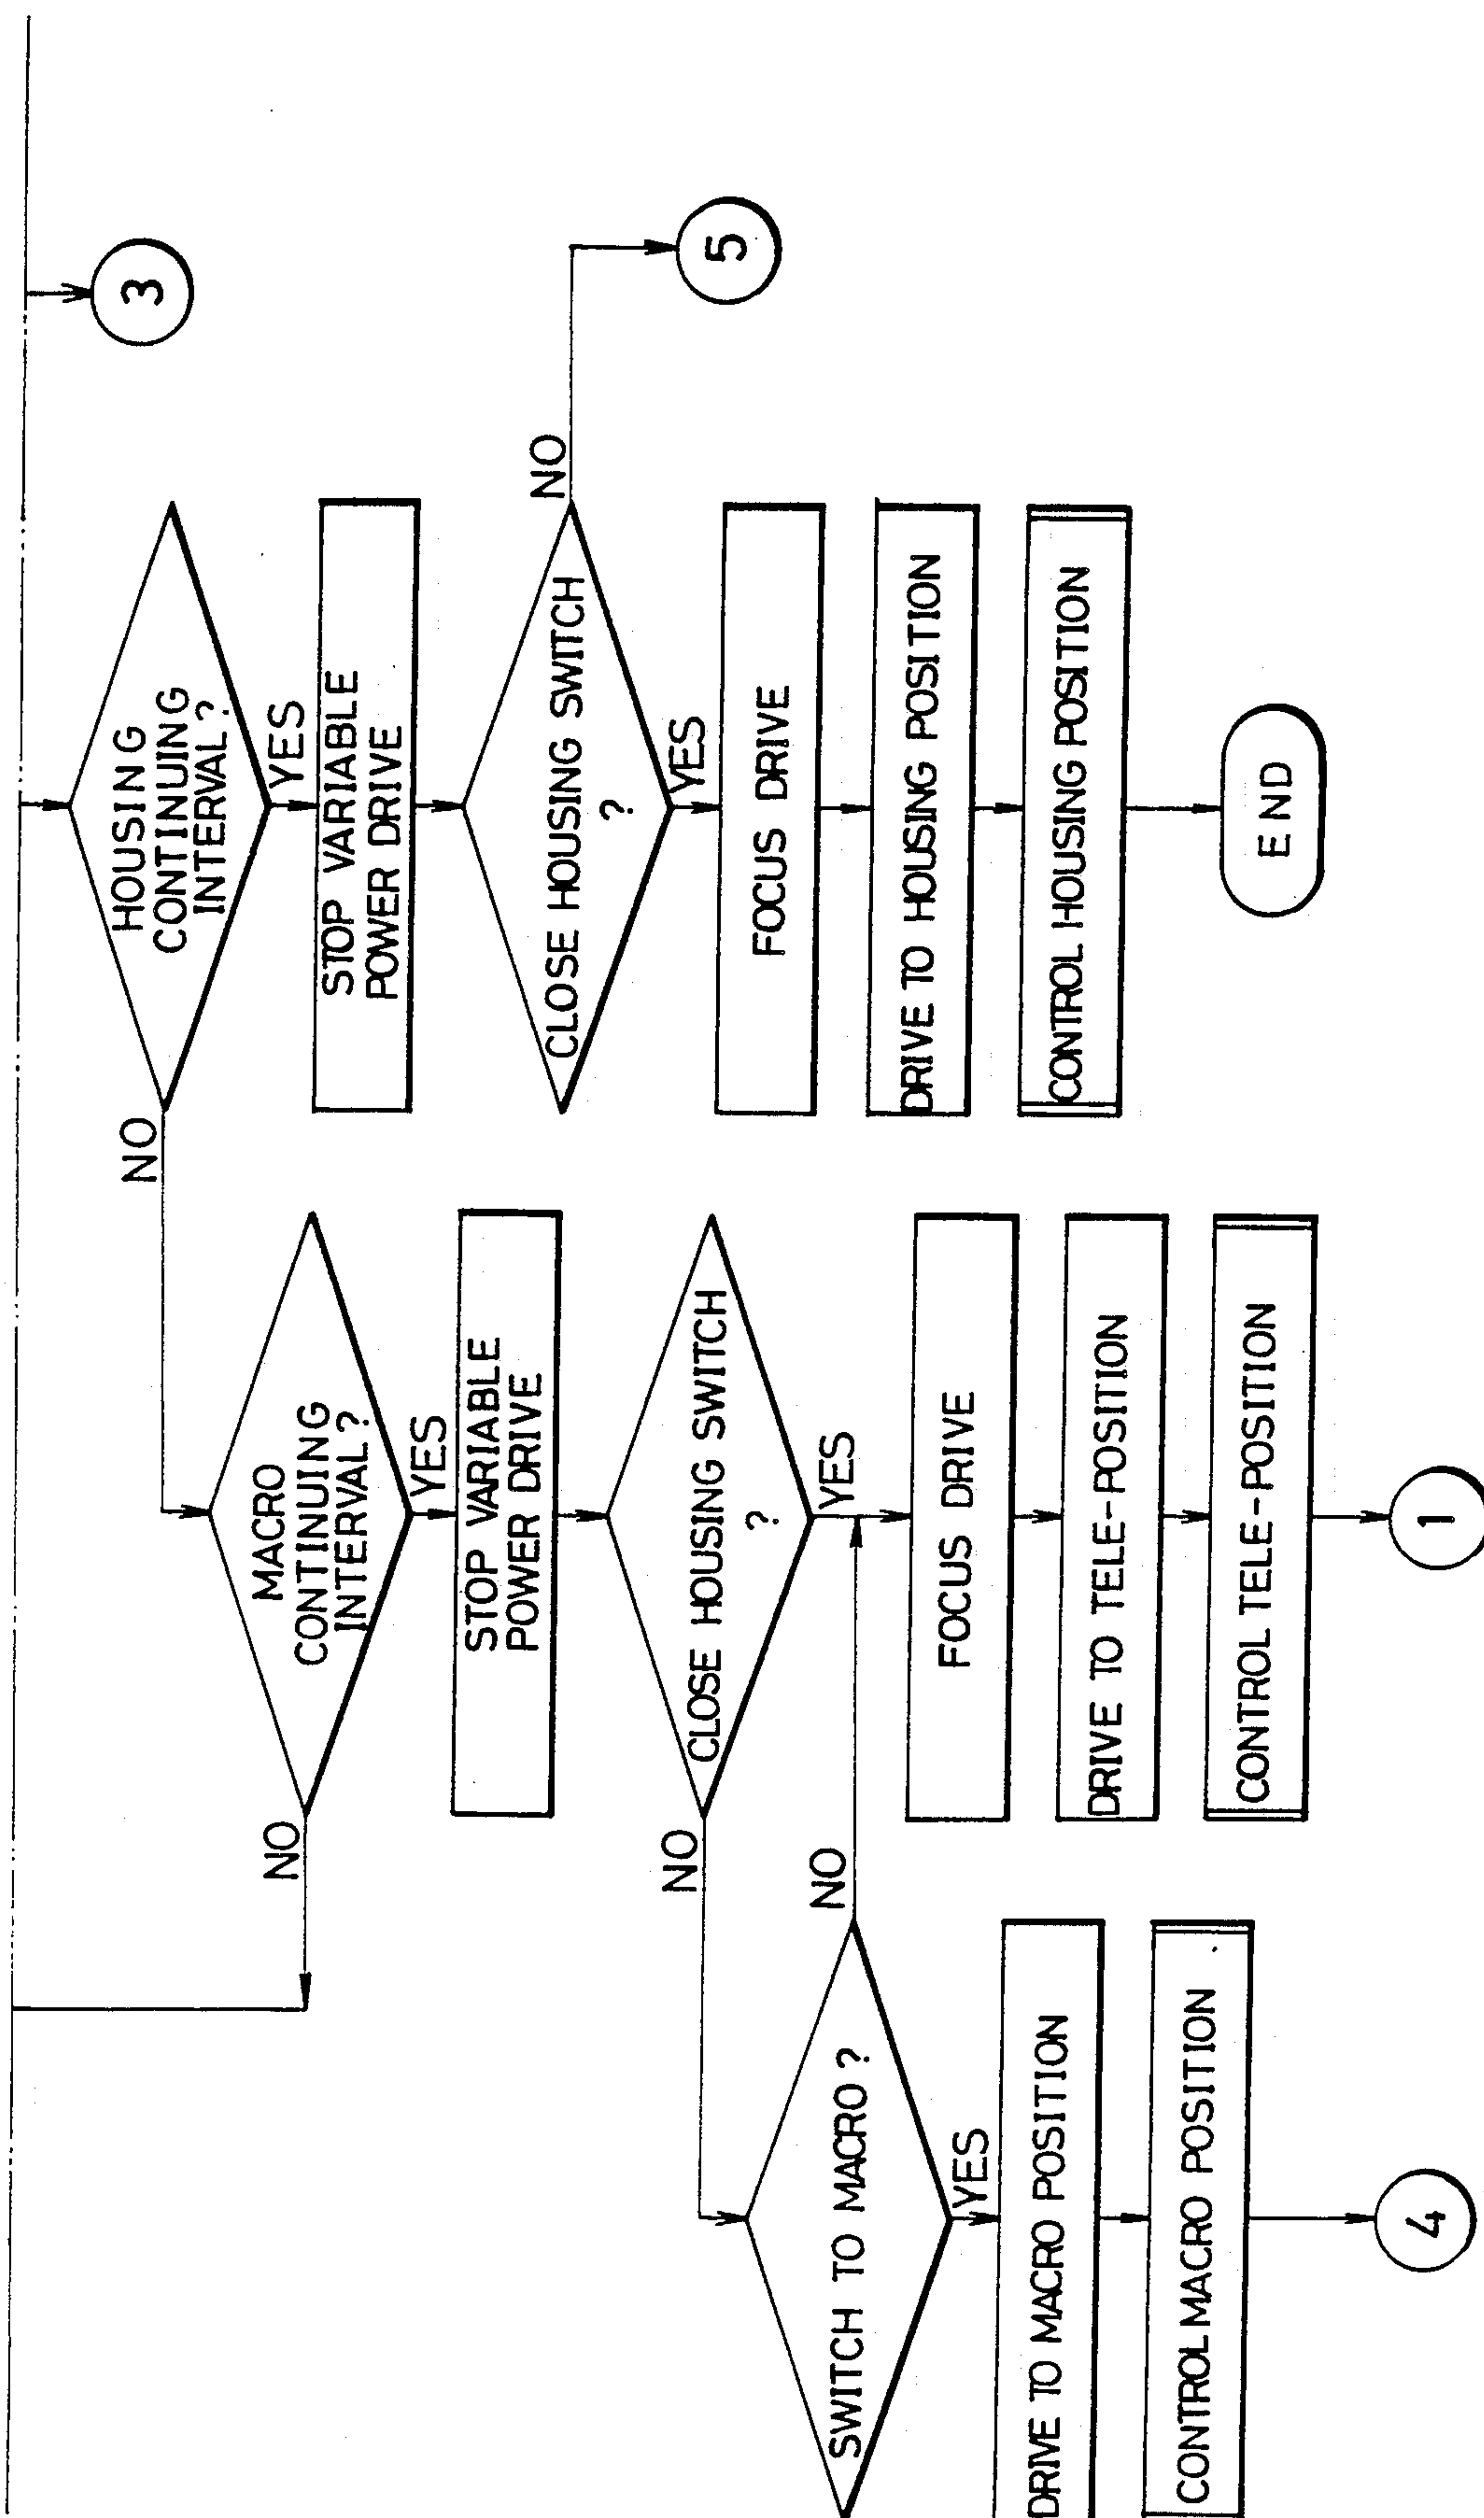 3
HOUSING
CONTINUING
INTERVAL?
NO
YES
STOP VARIABLE
POWER DRIVE
CLOSE HOUSING SWITCH
?
NO
5
YES
FOCUS DRIVE
DRIVE TO HOUSING POSITION
CONTROL HOUSING POSITION
END
MACRO
CONTINUING
INTERVAL?
NO
YES
STOP VARIABLE
POWER DRIVE
CLOSE HOUSING SWITCH
?
NO
YES
FOCUS DRIVE
DRIVE TO TELE-POSITION
CONTROL TELE-POSITION
1
SWITCH TO MACRO?
NO
YES
DRIVE TO MACRO POSITION
CONTROL MACRO POSITION
4